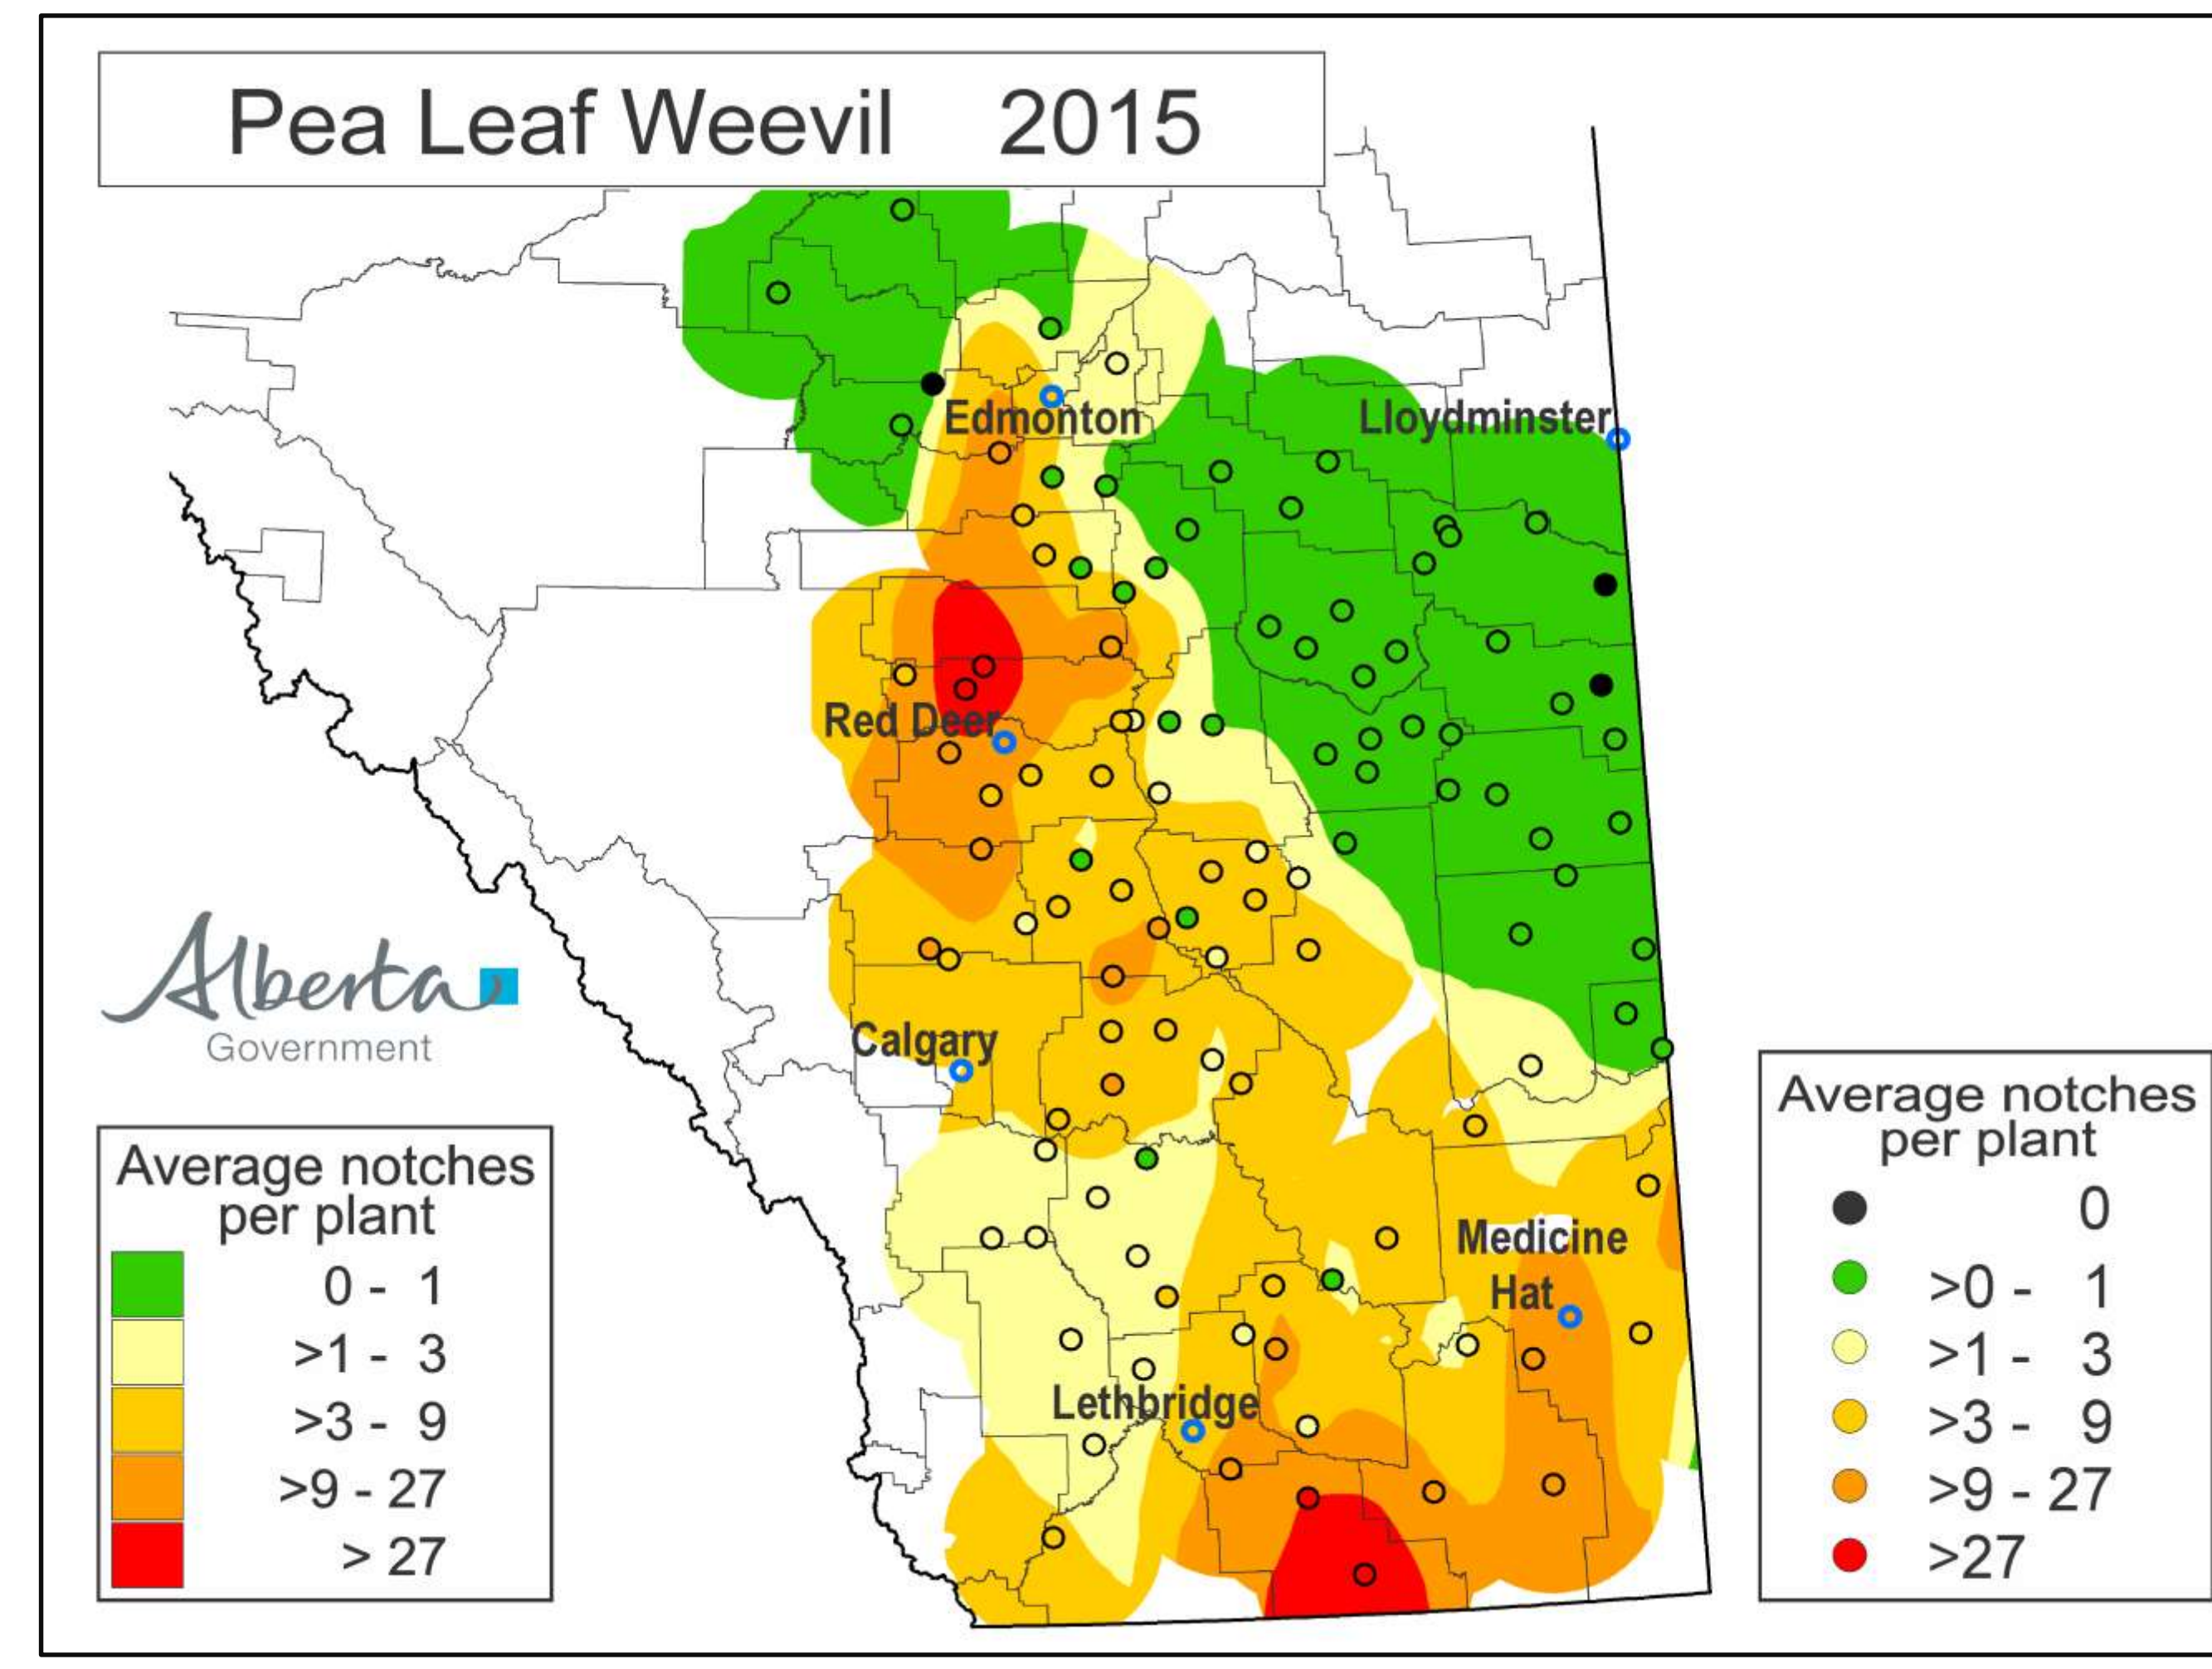 Pea Leaf Weevil 2015
Edmonton
Lloydminster
Red Deer
Alberta
Government
Calgary
Medicine
Hat
Lethbridge
Average notches
per plant
0 - 1
>1 - 3
>3 - 9
>9 - 27
> 27
Average notches
per plant
0
>0 - 1
>1 - 3
>3 - 9
>9 - 27
>27